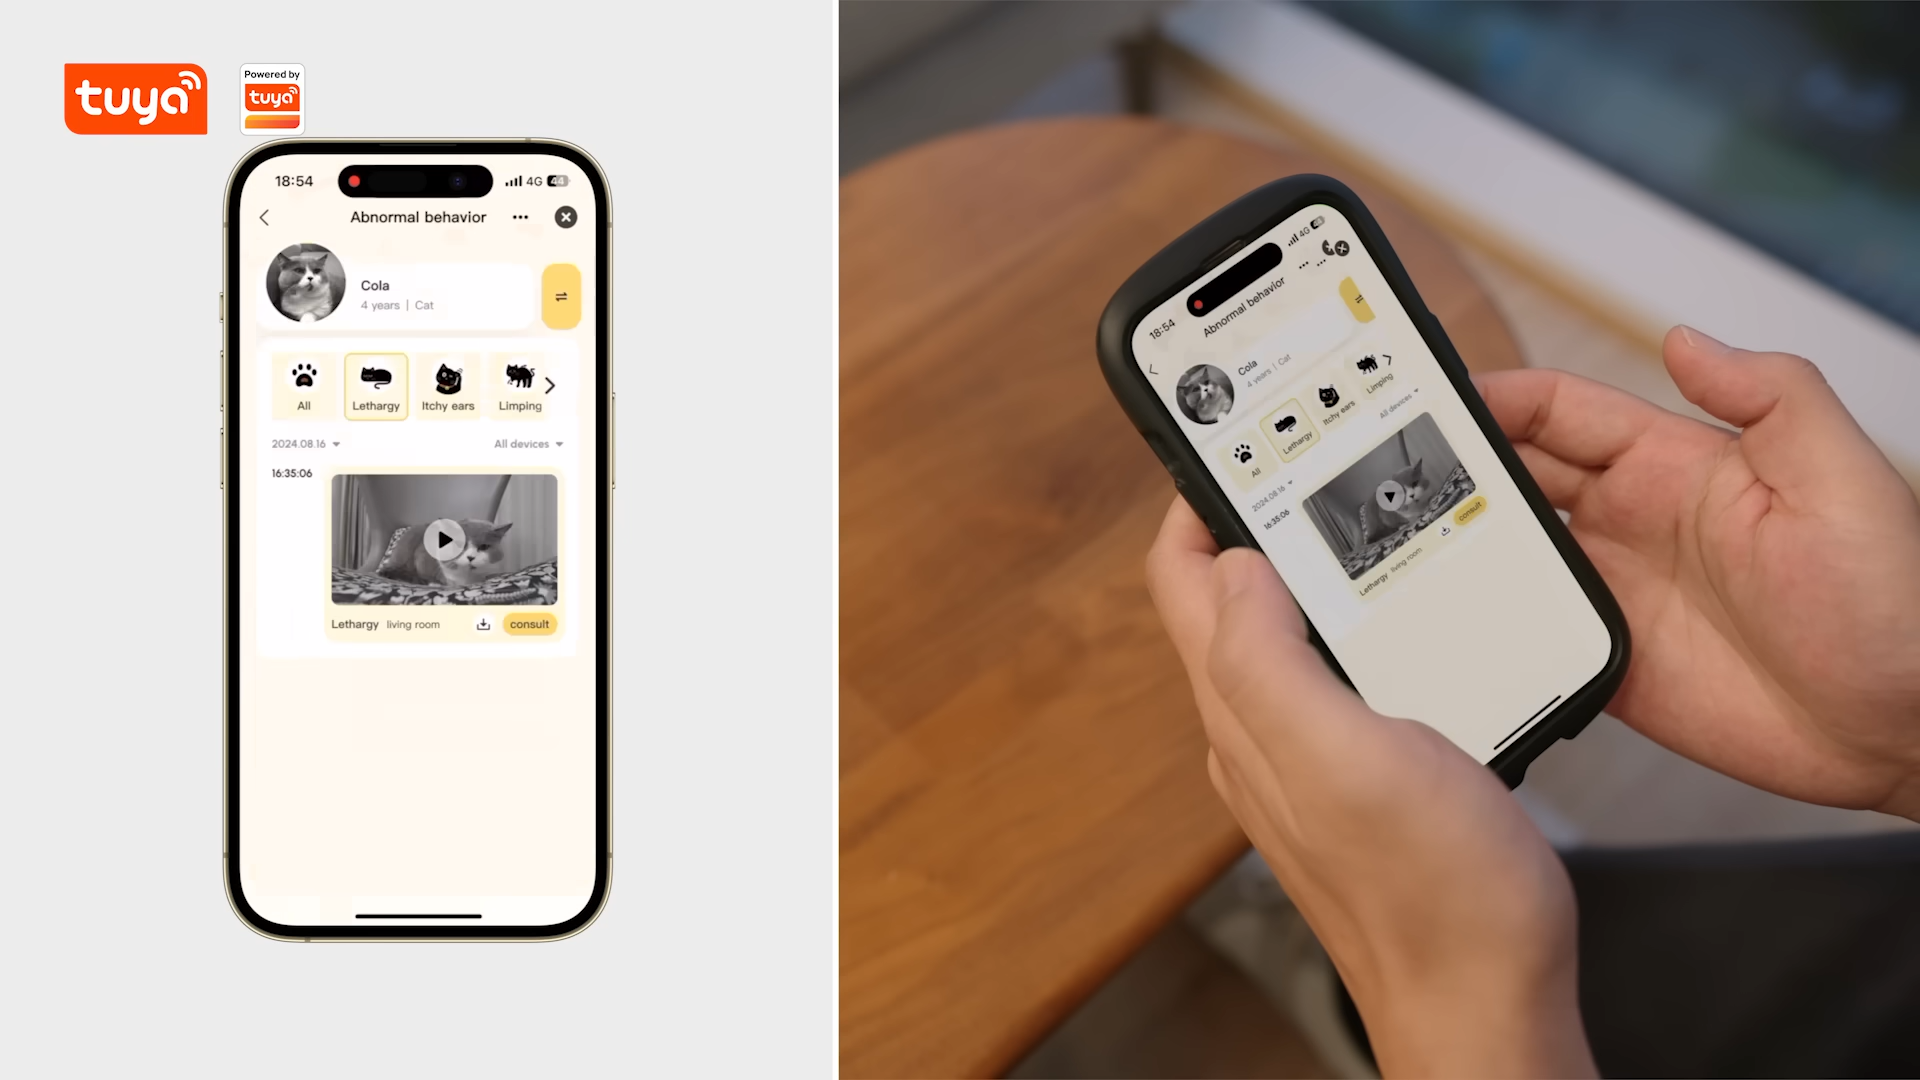 tuya
Powered by
tuya
18:54
4G 44
Abnormal behavior
Cola
4 years | Cat
All
Lethargy
Itchy ears
Limping
2024.08.16
All devices
16:35:06
Lethargy living room
consult
18:54
4G
Abnormal behavior
Cola
4 years | Cat
All
Lethargy
Itchy ears
Limping
2024.08.16
All devices
16:35:06
Lethargy living room
consult